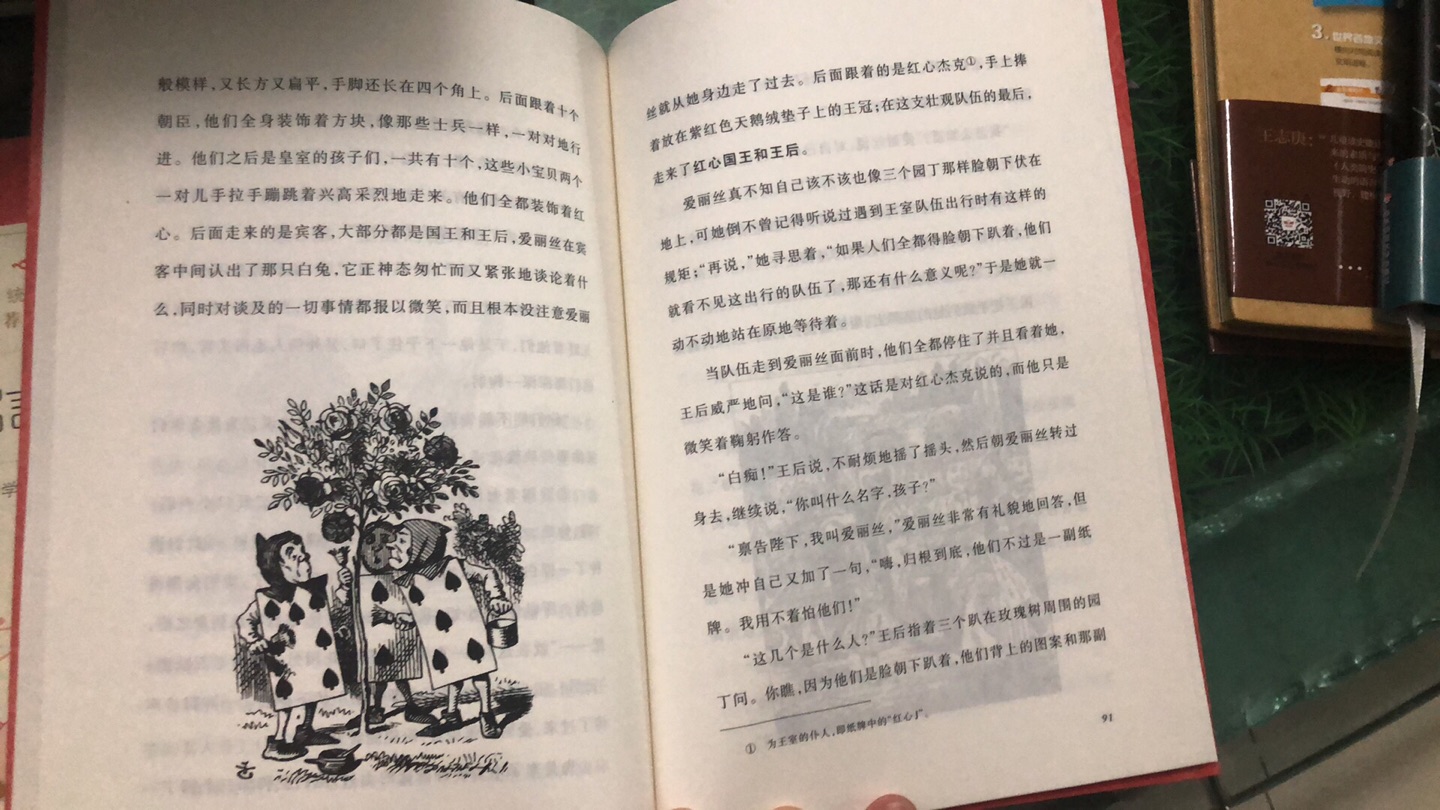 般模样，又长方又扁平，手脚还长在四个角上。后面跟着十个
朝臣，他们全身装饰着方块，像那些士兵一样，一对对地行
进。他们之后是皇室的孩子们，一共有十个，这些小宝贝两个
一对儿手拉手蹦跳着兴高采烈地走来。他们全都装饰着红
心。后面走来的是宾客，大部分都是国王和王后，爱丽丝在宾
客中间认出了那只白兔，它正神态匆忙而又紧张地谈论着什
么，同时对谈及的一切事情都报以微笑，而且根本没注意爱丽
丝就从她身边走了过去。后面跟着的是红心杰克①，手上捧
着放在紫红色天鹅绒垫子上的王冠；在这支壮观队伍的最后，
走来了红心国王和王后。
爱丽丝真不知自己该不该也像三个园丁那样脸朝下伏在
地上，可她倒不曾记得听说过遇到王室队伍出行时有这样的
规矩；“再说，”她寻思着，“如果人们全都得脸朝下趴着，他们
就看不见这出行的队伍了，那还有什么意义呢？”于是她就一
动不动地站在原地等待着。
当队伍走到爱丽丝面前时，他们全都停住了并且看着她，
王后威严地问，“这是谁？”这话是对红心杰克说的，而他只是
微笑着鞠躬作答。
“白痴！”王后说，不耐烦地摇了摇头，然后朝爱丽丝转过
身去，继续说，“你叫什么名字，孩子？”
“禀告陛下，我叫爱丽丝，”爱丽丝非常有礼貌地回答，但
是她冲自己又加了一句，“嗨，归根到底，他们不过是一副纸
牌。我用不着怕他们！”
“这几个是什么人？”王后指着三个趴在玫瑰树周围的园
丁问。你瞧，因为他们是脸朝下趴着，他们背上的图案和那副
① 为王室的仆人，即纸牌中的“红心J”。
91
3.世界
王志庚：“
荐
学